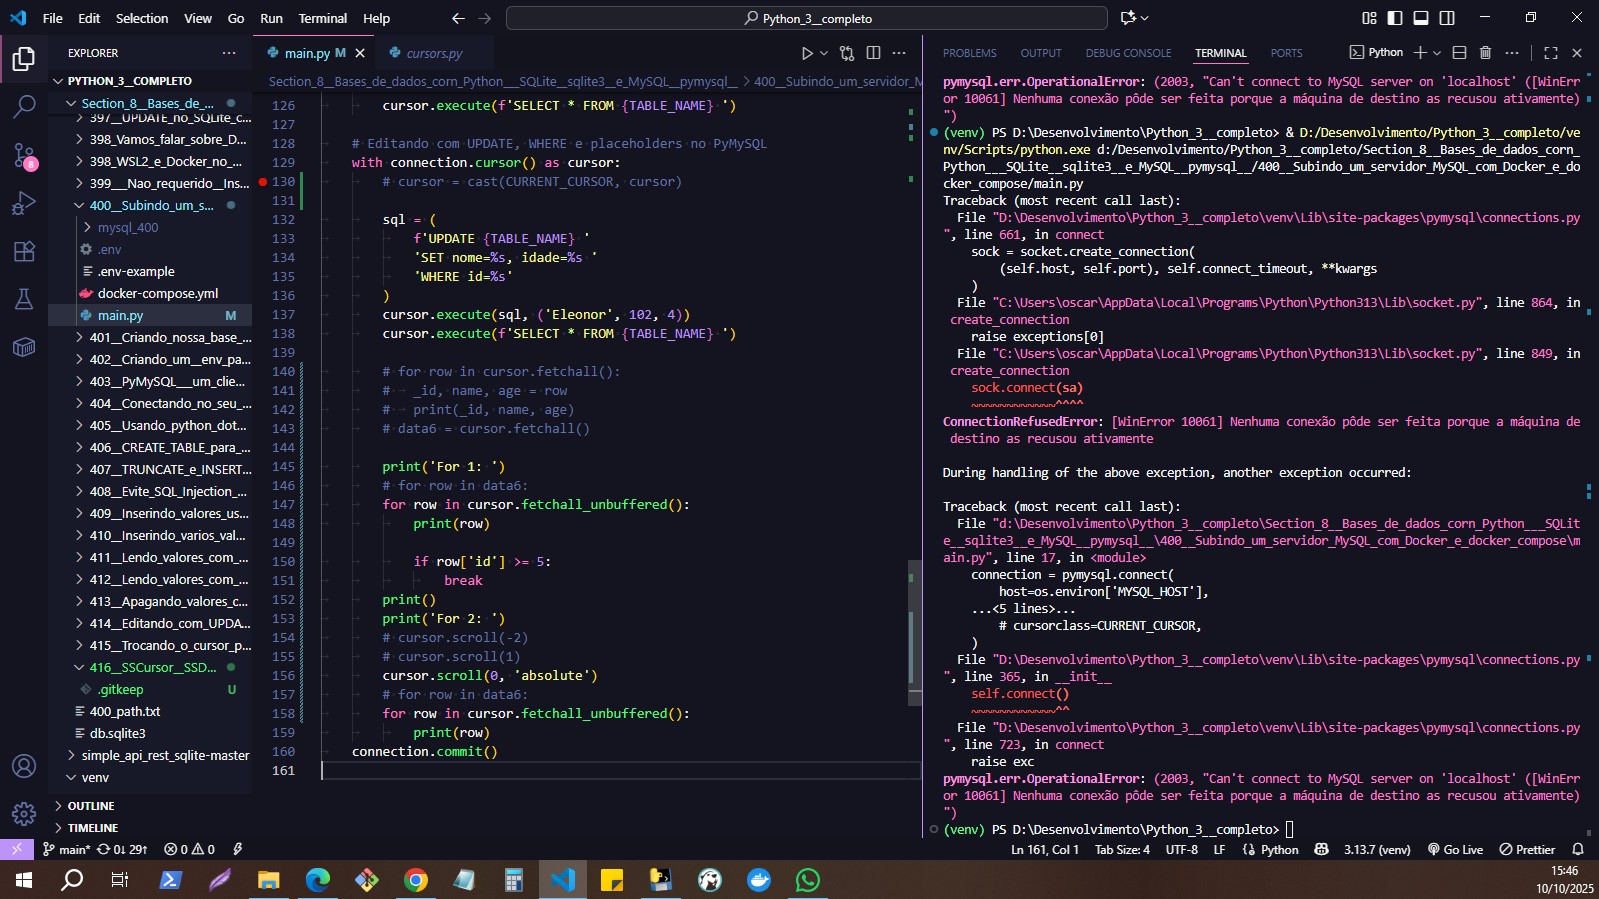 File Edit Selection View Go Run Terminal Help
Python_3__completo
EXPLORER
PYTHON_3__COMPLETO
Section_8__Bases_de_...
397__UPDATE_no_SQLite_c...
398_Vamos_falar_sobre_D...
398_WSL2_e_Docker_no_...
399___Nao_requerido__Ins...
400__Subindo_um_s...
mysql_400
.env
.env-example
docker-compose.yml
main.py M
401__Criando_nossa_base_...
402__Criando_um__env_pa...
403__PyMySQL___um_clie...
404__Conectando_no_seu_...
405__Usando_python_dot...
406__CREATE_TABLE_para_...
407__TRUNCATE_e_INSERT...
408__Evite_SQL_Injection_...
409__Inserindo_valores_us...
410__Inserindo_varios_val...
411__Lendo_valores_com_...
412__Lendo_valores_com_...
413__Apagando_valores_c...
414__Editando_com_UPDA...
415__Trocando_o_cursor_p...
416__SSCursor__SSD...
.gitkeep U
400_path.txt
db.sqlite3
simple_api_rest_sqlite-master
venv
OUTLINE
TIMELINE
main.py M cursors.py
Section_8__Bases_de_dados_corn_Python___SQLite__sqlite3__e_MySQL__pymysql_ > 400__Subindo_um_servidor_M
126 cursor.execute(f'SELECT * FROM {TABLE_NAME} ')
127
128 # Editando com UPDATE, WHERE e placeholders no PyMySQL
129 with connection.cursor() as cursor:
130 # cursor = cast(CURRENT_CURSOR, cursor)
131
132 sql = (
133 f'UPDATE {TABLE_NAME} '
134 'SET nome=%s, idade=%s '
135 'WHERE id=%s'
136 )
137 cursor.execute(sql, ('Eleonor', 102, 4))
138 cursor.execute(f'SELECT * FROM {TABLE_NAME} ')
139
140 # for row in cursor.fetchall():
141 # _id, name, age = row
142 # print(_id, name, age)
143 # data6 = cursor.fetchall()
144
145 print('For 1: ')
146 # for row in data6:
147 for row in cursor.fetchall_unbuffered():
148 print(row)
149
150 if row['id'] >= 5:
151 break
152 print()
153 print('For 2: ')
154 # cursor.scroll(-2)
155 # cursor.scroll(1)
156 cursor.scroll(0, 'absolute')
157 # for row in data6:
158 for row in cursor.fetchall_unbuffered():
159 print(row)
160 connection.commit()
161
PROBLEMS OUTPUT DEBUG CONSOLE TERMINAL PORTS Python
pymysql.err.OperationalError: (2003, "Can't connect to MySQL server on 'localhost' ([WinErr
or 10061] Nenhuma conexão pôde ser feita porque a máquina de destino as recusou ativamente)
")
(venv) PS D:\Desenvolvimento\Python_3__completo> & D:/Desenvolvimento/Python_3__completo/ve
nv/Scripts/python.exe d:/Desenvolvimento/Python_3__completo/Section_8__Bases_de_dados_corn_
Python___SQLite__sqlite3__e_MySQL__pymysql__/400__Subindo_um_servidor_MySQL_com_Docker_e_do
cker_compose/main.py
Traceback (most recent call last):
File "D:\Desenvolvimento\Python_3__completo\venv\Lib\site-packages\pymysql\connections.py
", line 661, in connect
sock = socket.create_connection(
(self.host, self.port), self.connect_timeout, **kwargs
)
File "C:\Users\oscar\AppData\Local\Programs\Python\Python313\Lib\socket.py", line 864, in
create_connection
raise exceptions[0]
File "C:\Users\oscar\AppData\Local\Programs\Python\Python313\Lib\socket.py", line 849, in
create_connection
sock.connect(sa)
~~~~~~~~~~~~^^^^
ConnectionRefusedError: [WinError 10061] Nenhuma conexão pôde ser feita porque a máquina de
destino as recusou ativamente
During handling of the above exception, another exception occurred:
Traceback (most recent call last):
File "d:\Desenvolvimento\Python_3__completo\Section_8__Bases_de_dados_corn_Python___SQLit
e__sqlite3__e_MySQL__pymysql__\400__Subindo_um_servidor_MySQL_com_Docker_e_docker_compose\m
ain.py", line 17, in <module>
connection = pymysql.connect(
host=os.environ['MYSQL_HOST'],
...<5 lines>...
# cursorclass=CURRENT_CURSOR,
)
File "D:\Desenvolvimento\Python_3__completo\venv\Lib\site-packages\pymysql\connections.py
", line 365, in __init__
self.connect()
~~~~~~~~~~~~^^
File "D:\Desenvolvimento\Python_3__completo\venv\Lib\site-packages\pymysql\connections.py
", line 723, in connect
raise exc
pymysql.err.OperationalError: (2003, "Can't connect to MySQL server on 'localhost' ([WinErr
or 10061] Nenhuma conexão pôde ser feita porque a máquina de destino as recusou ativamente)
")
(venv) PS D:\Desenvolvimento\Python_3__completo>
8
main* 0↓ 29↑ 0 0 Ln 161, Col 1 Tab Size: 4 UTF-8 LF Python 3.13.7 (venv) Go Live Prettier
15:46
10/10/2025